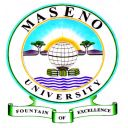 MASENO
UNIVERSITY
FOUNTAIN OF EXCELLENCE